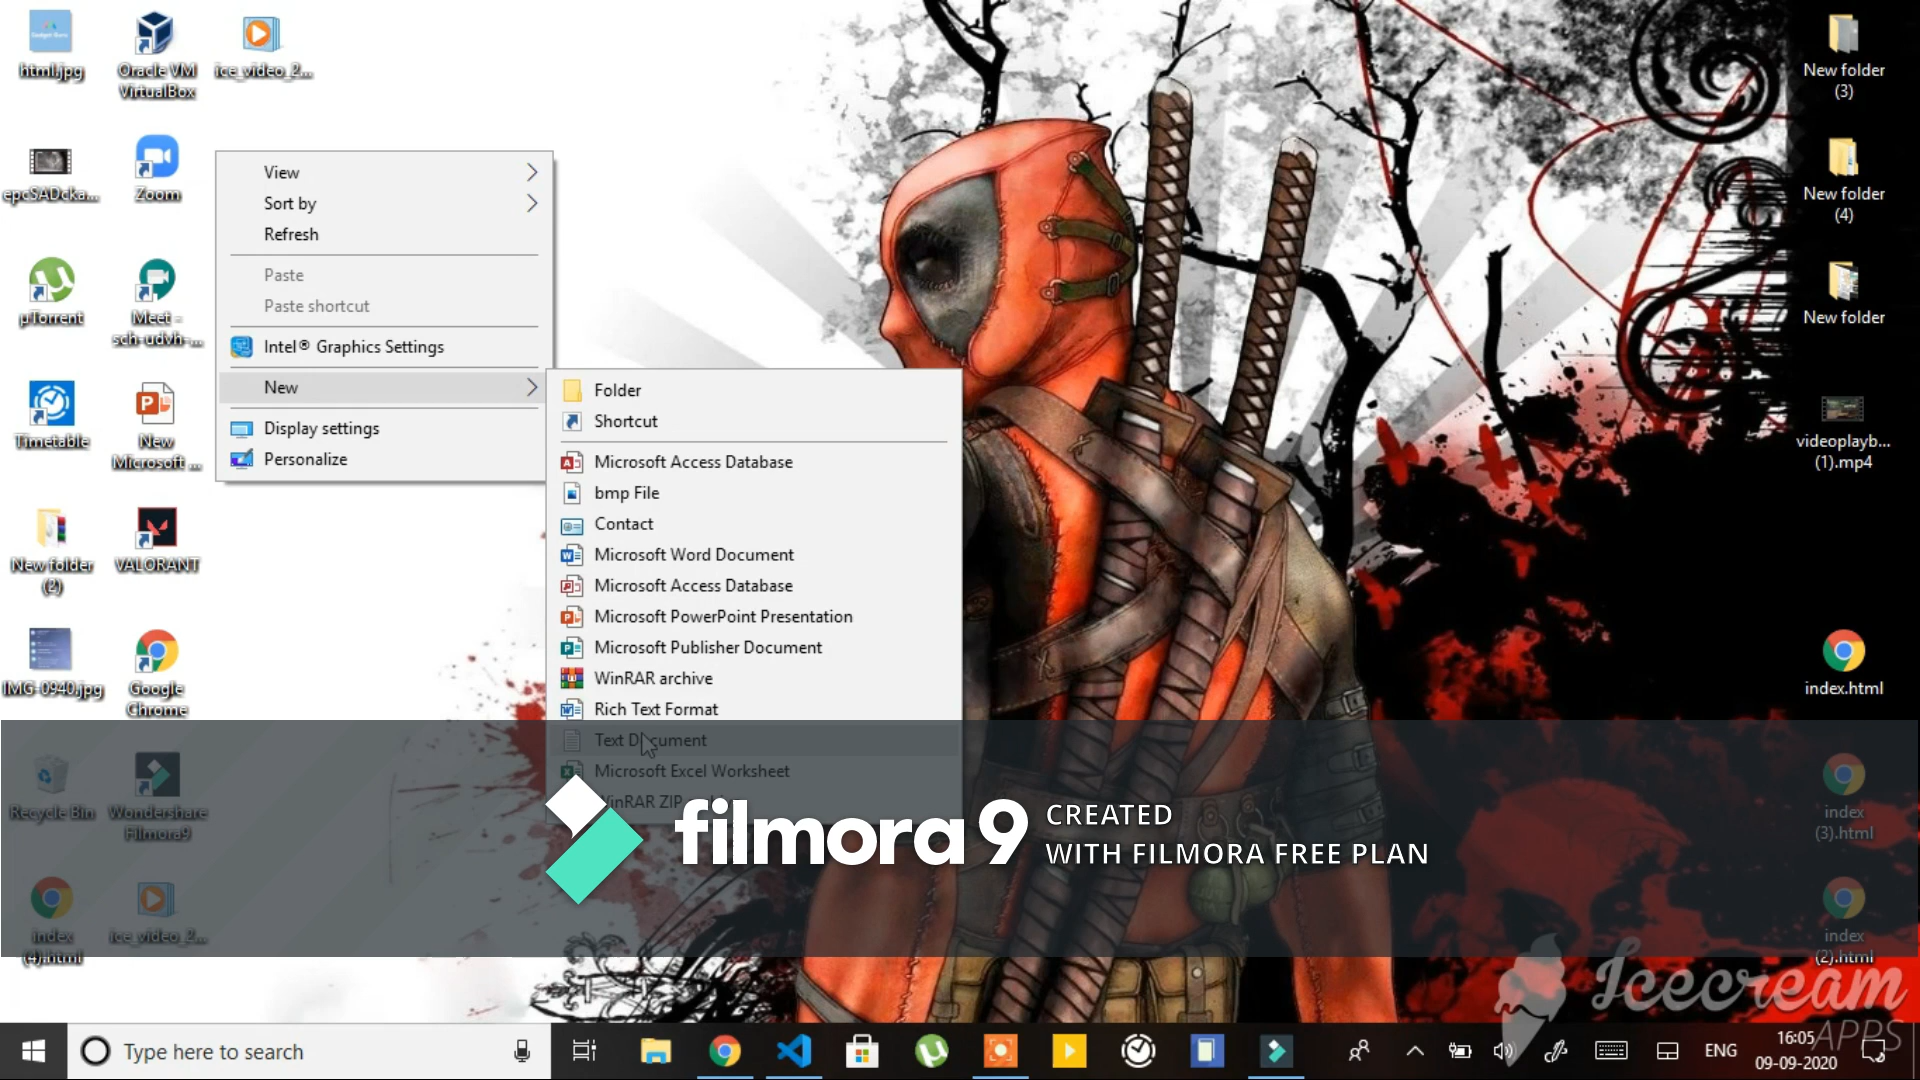 html.jpg
Oracle VM
VirtualBox
ice_video_2...
epcSADcka...
Zoom
µTorrent
Meet -
sch-udvh-...
Timetable
New
Microsoft ...
New folder
(2)
VALORANT
IMG-0940.jpg
Google
Chrome
Recycle Bin
Wondershare
Filmora9
index
(4).html
ice_video_2...
View
Sort by
Refresh
Paste
Paste shortcut
Intel® Graphics Settings
New
Display settings
Personalize
Folder
Shortcut
Microsoft Access Database
bmp File
Contact
Microsoft Word Document
Microsoft Access Database
Microsoft PowerPoint Presentation
Microsoft Publisher Document
WinRAR archive
Rich Text Format
Text Document
Microsoft Excel Worksheet
WinRAR ZIP
filmora9
CREATED
WITH FILMORA FREE PLAN
New folder
(3)
New folder
(4)
New folder
videoplayb...
(1).mp4
index.html
index
(3).html
index
(2).html
Icecream
APPS
Type here to search
ENG
16:05
09-09-2020